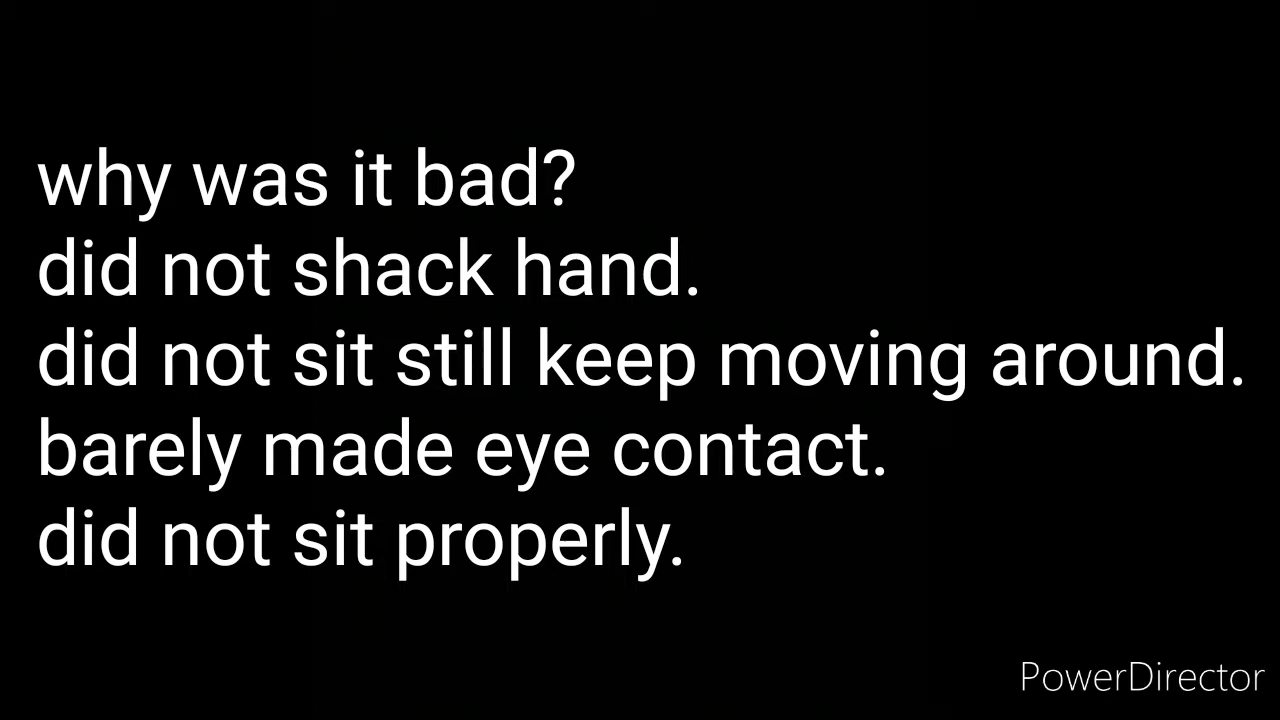 why was it bad?
did not shack hand.
did not sit still keep moving around.
barely made eye contact.
did not sit properly.
PowerDirector